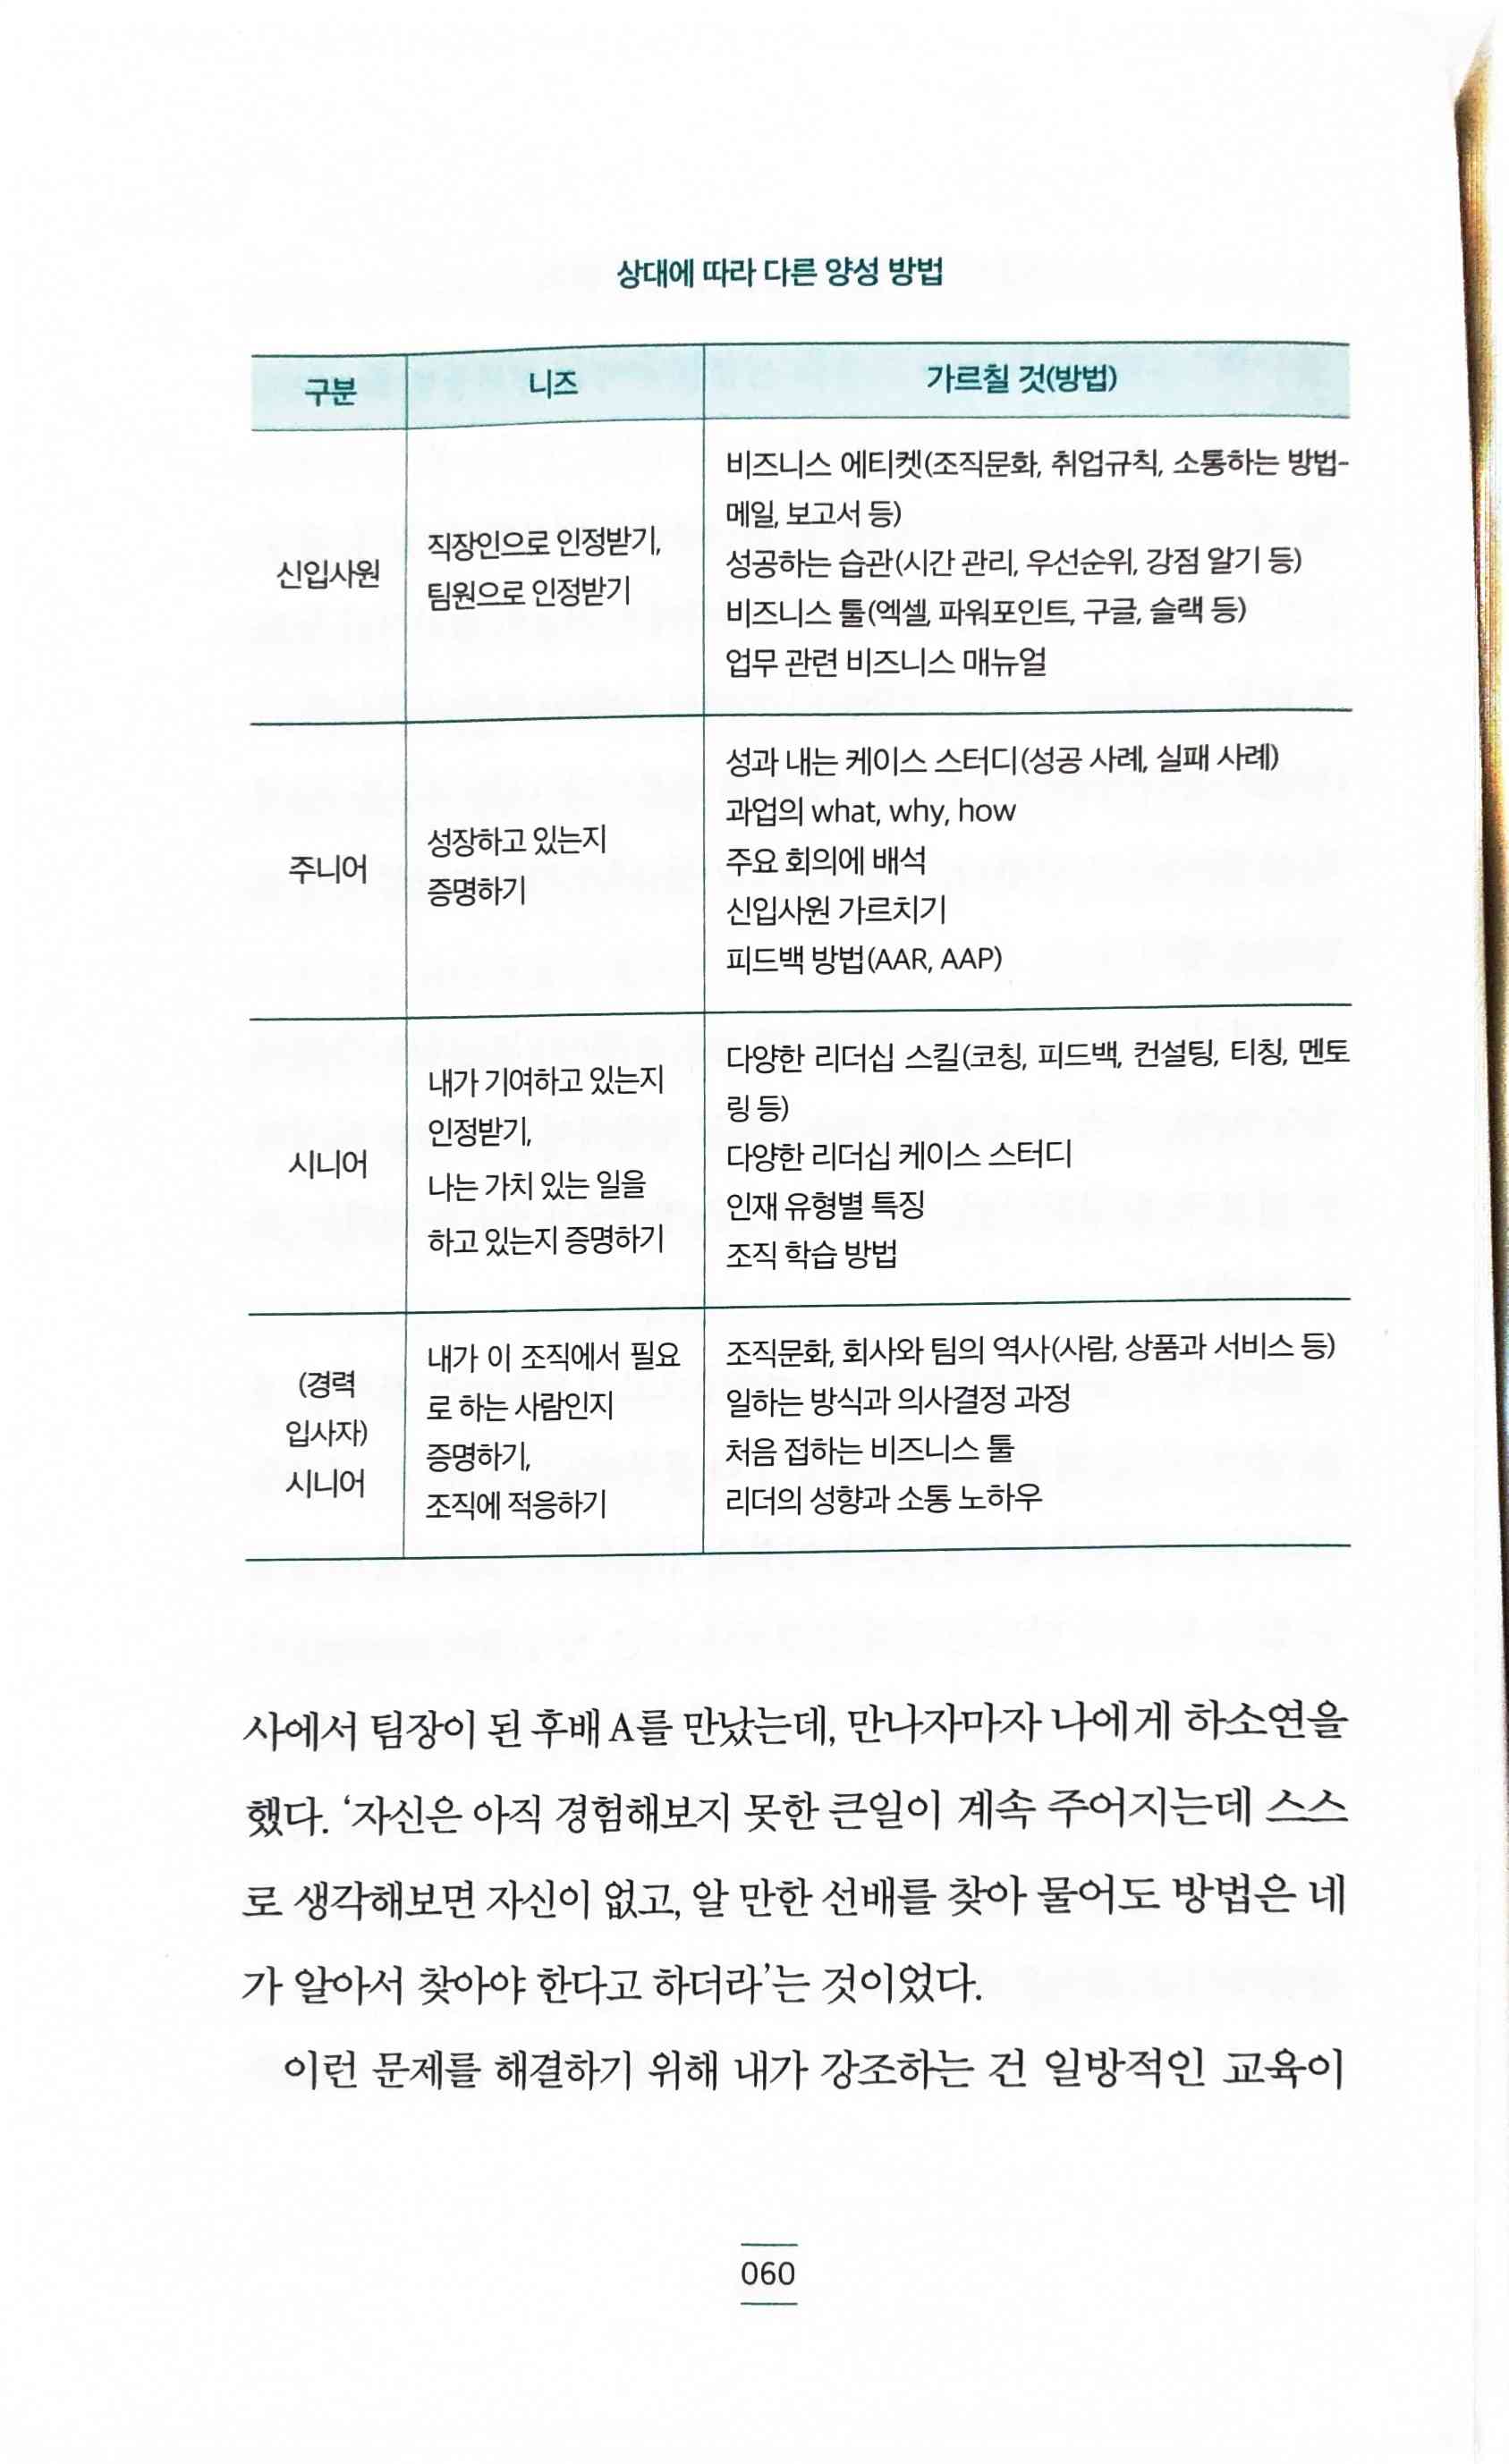 상대에 따라 다른 양성 방법
구분 니즈 가르칠 것(방법)
신입사원
직장인으로 인정받기,
팀원으로 인정받기
비즈니스 에티켓(조직문화, 취업규칙, 소통하는 방법-
메일, 보고서 등)
성공하는 습관(시간 관리, 우선순위, 강점 알기 등)
비즈니스 툴(엑셀, 파워포인트, 구글, 슬랙 등)
업무 관련 비즈니스 매뉴얼
주니어
성장하고 있는지
증명하기
성과 내는 케이스 스터디(성공 사례, 실패 사례)
과업의 what, why, how
주요 회의에 배석
신입사원 가르치기
피드백 방법(AAR, AAP)
시니어
내가 기여하고 있는지
인정받기,
나는 가치 있는 일을
하고 있는지 증명하기
다양한 리더십 스킬(코칭, 피드백, 컨설팅, 티칭, 멘토
링 등)
다양한 리더십 케이스 스터디
인재 유형별 특징
조직 학습 방법
(경력
입사자)
시니어
내가 이 조직에서 필요
로 하는 사람인지
증명하기,
조직에 적응하기
조직문화, 회사와 팀의 역사(사람, 상품과 서비스 등)
일하는 방식과 의사결정 과정
처음 접하는 비즈니스 툴
리더의 성향과 소통 노하우
사에서 팀장이 된 후배 A를 만났는데, 만나자마자 나에게 하소연을
했다. ‘자신은 아직 경험해보지 못한 큰일이 계속 주어지는데 스스
로 생각해보면 자신이 없고, 알 만한 선배를 찾아 물어도 방법은 네
가 알아서 찾아야 한다고 하더라’는 것이었다.
이런 문제를 해결하기 위해 내가 강조하는 건 일방적인 교육이
060